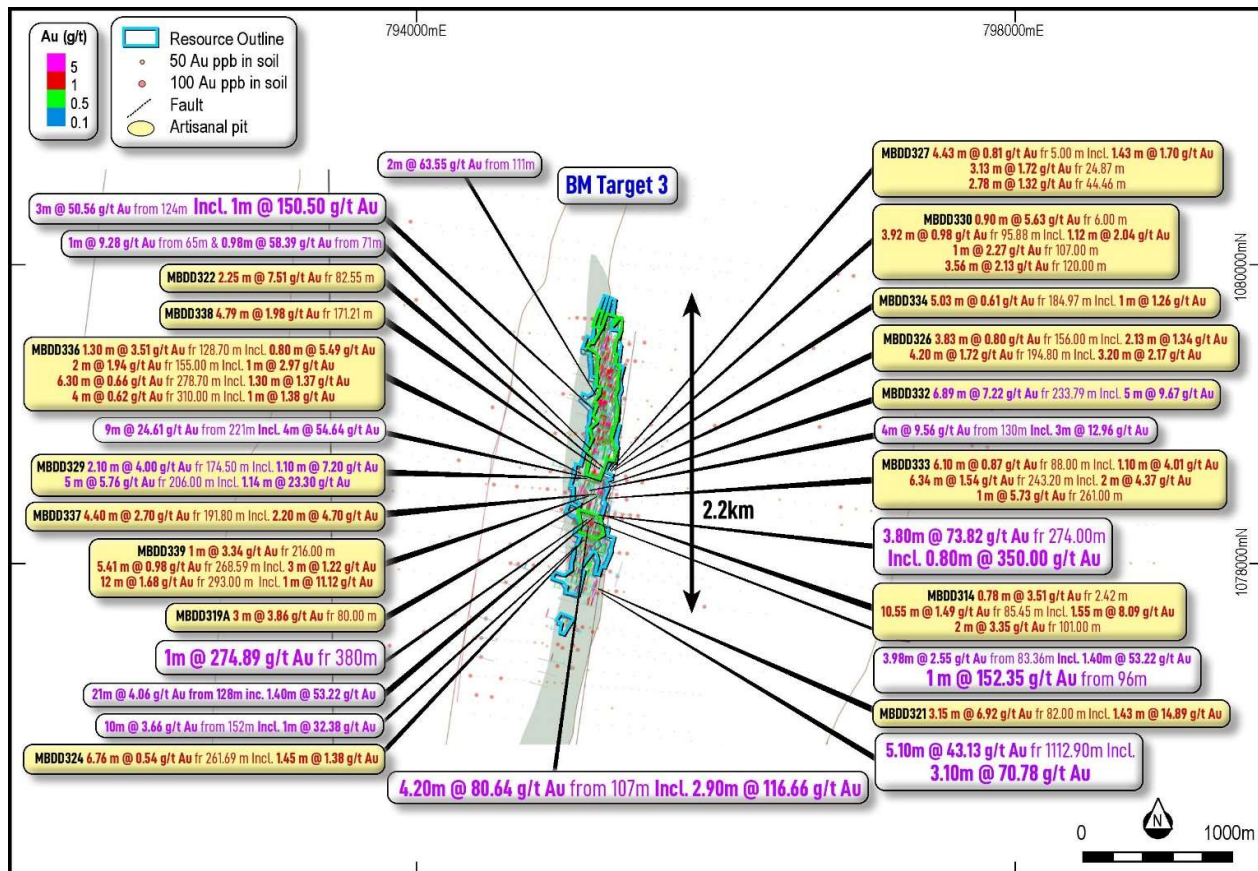 Au (g/t)
5
1
0.5
0.1
Resource Outline
50 Au ppb in soil
100 Au ppb in soil
Fault
Artisanal pit
794000mE
798000mE
1080000mN
1078000mN
BM Target 3
2.2km
2m @ 63.55 g/t Au from 111m
3m @ 50.56 g/t Au from 124m Incl. 1m @ 150.50 g/t Au
1m @ 9.28 g/t Au from 65m & 0.98m @ 58.39 g/t Au from 71m
MBDD322 2.25 m @ 7.51 g/t Au fr 82.55 m
MBDD338 4.79 m @ 1.98 g/t Au fr 171.21 m
MBDD336 1.30 m @ 3.51 g/t Au fr 128.70 m Incl. 0.80 m @ 5.49 g/t Au
2 m @ 1.94 g/t Au fr 155.00 m Incl. 1 m @ 2.97 g/t Au
6.30 m @ 0.66 g/t Au fr 278.70 m Incl. 1.30 m @ 1.37 g/t Au
4 m @ 0.62 g/t Au fr 310.00 m Incl. 1 m @ 1.38 g/t Au
9m @ 24.61 g/t Au from 221m Incl. 4m @ 54.64 g/t Au
MBDD329 2.10 m @ 4.00 g/t Au fr 174.50 m Incl. 1.10 m @ 7.20 g/t Au
5 m @ 5.76 g/t Au fr 206.00 m Incl. 1.14 m @ 23.30 g/t Au
MBDD337 4.40 m @ 2.70 g/t Au fr 191.80 m Incl. 2.20 m @ 4.70 g/t Au
MBDD339 1 m @ 3.34 g/t Au fr 216.00 m
5.41 m @ 0.98 g/t Au fr 268.59 m Incl. 3 m @ 1.22 g/t Au
12 m @ 1.68 g/t Au fr 293.00 m Incl. 1 m @ 11.12 g/t Au
MBDD319A 3 m @ 3.86 g/t Au fr 80.00 m
1m @ 274.89 g/t Au fr 380m
21m @ 4.06 g/t Au from 128m inc. 1.40m @ 53.22 g/t Au
10m @ 3.66 g/t Au from 152m Incl. 1m @ 32.38 g/t Au
MBDD324 6.76 m @ 0.54 g/t Au fr 261.69 m Incl. 1.45 m @ 1.38 g/t Au
4.20m @ 80.64 g/t Au from 107m Incl. 2.90m @ 116.66 g/t Au
MBDD327 4.43 m @ 0.81 g/t Au fr 5.00 m Incl. 1.43 m @ 1.70 g/t Au
3.13 m @ 1.72 g/t Au fr 24.87 m
2.78 m @ 1.32 g/t Au fr 44.46 m
MBDD330 0.90 m @ 5.63 g/t Au fr 6.00 m
3.92 m @ 0.98 g/t Au fr 95.88 m Incl. 1.12 m @ 2.04 g/t Au
1 m @ 2.27 g/t Au fr 107.00 m
3.56 m @ 2.13 g/t Au fr 120.00 m
MBDD334 5.03 m @ 0.61 g/t Au fr 184.97 m Incl. 1 m @ 1.26 g/t Au
MBDD326 3.83 m @ 0.80 g/t Au fr 156.00 m Incl. 2.13 m @ 1.34 g/t Au
4.20 m @ 1.72 g/t Au fr 194.80 m Incl. 3.20 m @ 2.17 g/t Au
MBDD332 6.89 m @ 7.22 g/t Au fr 233.79 m Incl. 5 m @ 9.67 g/t Au
4m @ 9.56 g/t Au from 130m Incl. 3m @ 12.96 g/t Au
MBDD333 6.10 m @ 0.87 g/t Au fr 88.00 m Incl. 1.10 m @ 4.01 g/t Au
6.34 m @ 1.54 g/t Au fr 243.20 m Incl. 2 m @ 4.37 g/t Au
1 m @ 5.73 g/t Au fr 261.00 m
3.80m @ 73.82 g/t Au fr 274.00m
Incl. 0.80m @ 350.00 g/t Au
MBDD314 0.78 m @ 3.51 g/t Au fr 2.42 m
10.55 m @ 1.49 g/t Au fr 85.45 m Incl. 1.55 m @ 8.09 g/t Au
2 m @ 3.35 g/t Au fr 101.00 m
3.98m @ 2.55 g/t Au from 83.36m Incl. 1.40m @ 53.22 g/t Au
1 m @ 152.35 g/t Au from 96m
MBDD321 3.15 m @ 6.92 g/t Au fr 82.00 m Incl. 1.43 m @ 14.89 g/t Au
5.10m @ 43.13 g/t Au fr 1112.90m Incl.
3.10m @ 70.78 g/t Au
N
0 1000m